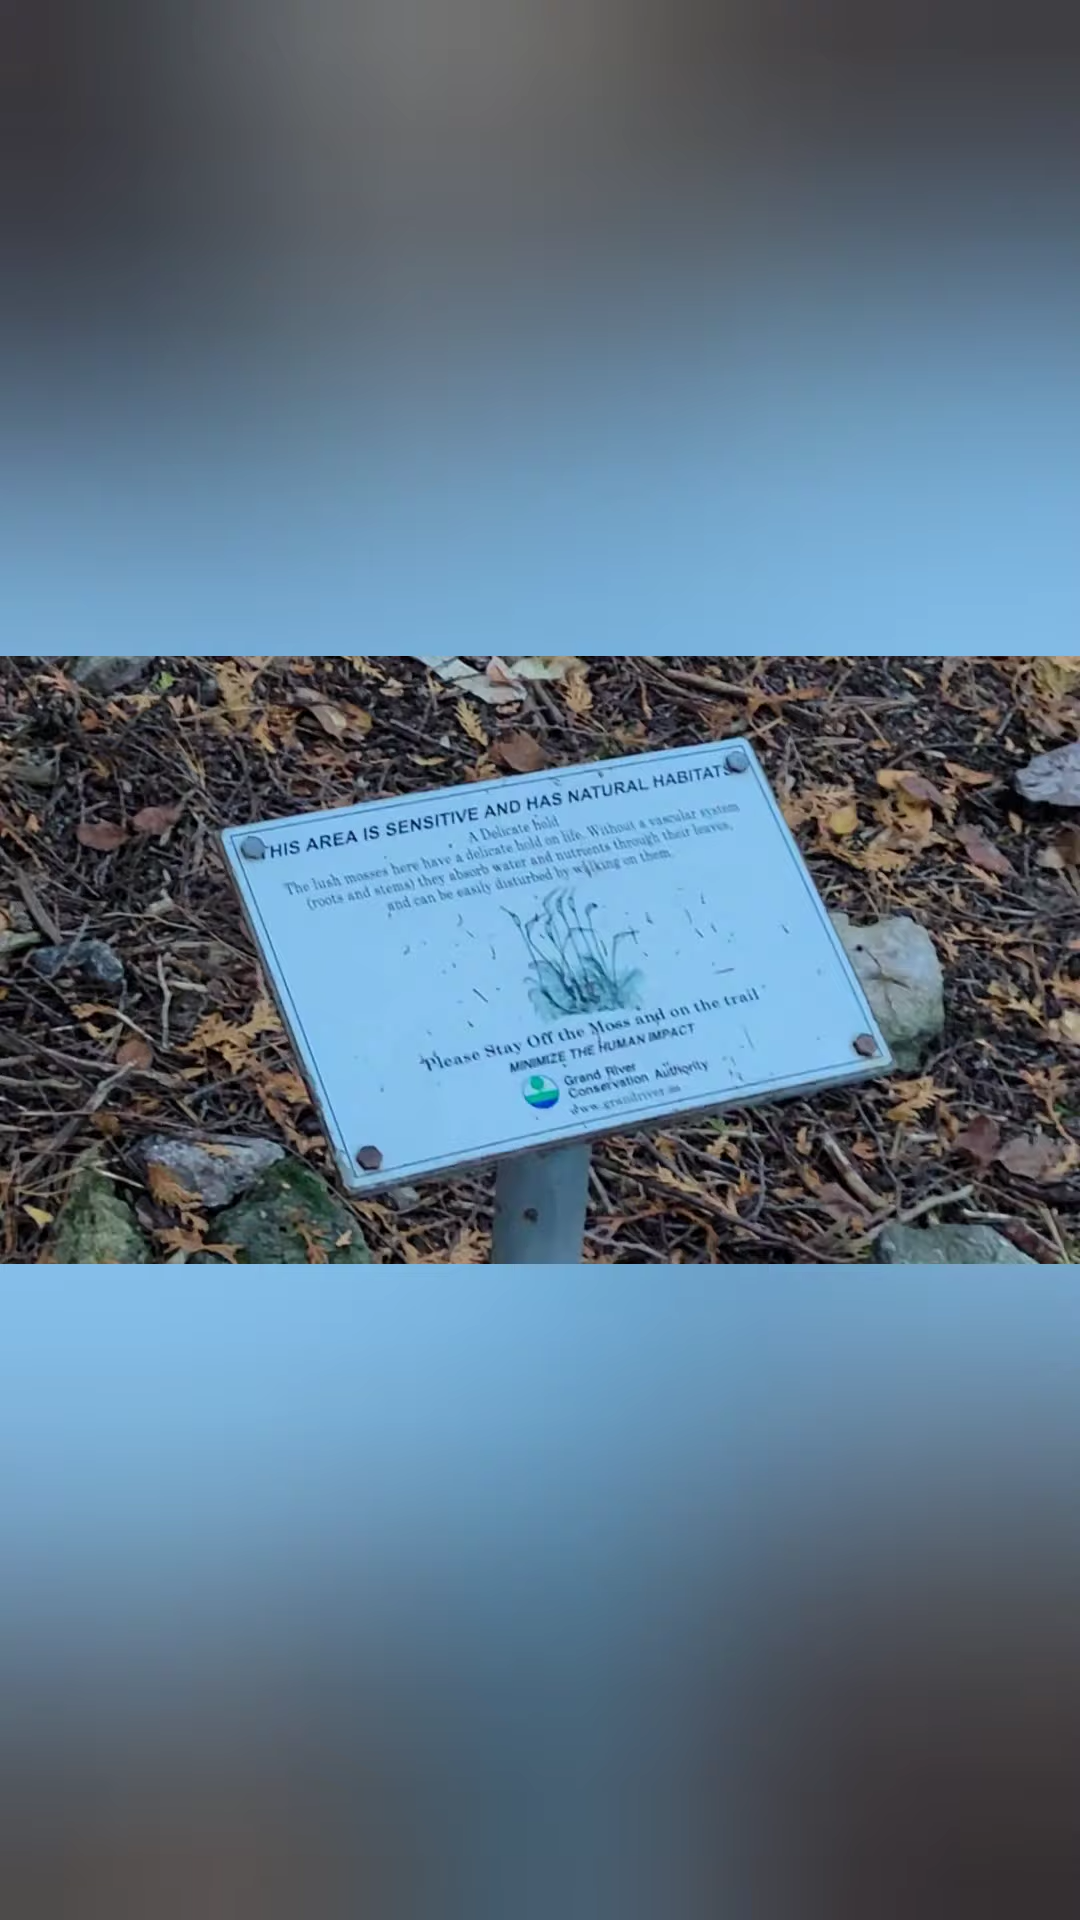 THIS AREA IS SENSITIVE AND HAS NATURAL HABITATS
A Delicate hold
The lush mosses here have a delicate hold on life. Without a vascular system
(roots and stems) they absorb water and nutrients through their leaves,
and can be easily disturbed by walking on them.
Please Stay Off the Moss and on the trail
MINIMIZE THE HUMAN IMPACT
Grand River
Conservation Authority
www.grandriver.ca